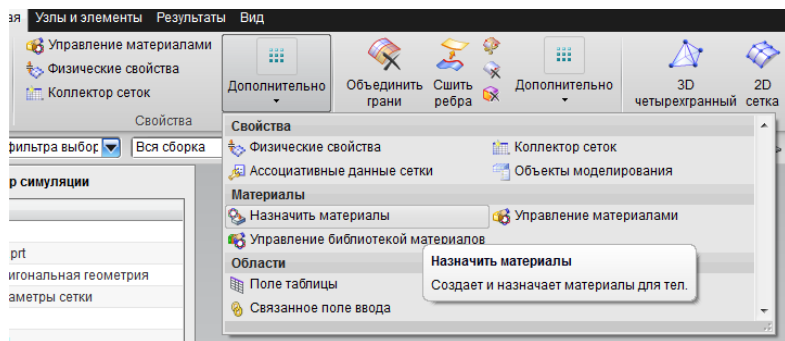 ая Узлы и элементы Результаты Вид
Управление материалами
Физические свойства
Коллектор сеток
Дополнительно
Объединить грани
Сшить ребра
Дополнительно
3D четырехгранный
2D сетка
Свойства
фильтра выбор Вся сборка
р симуляции
prt
игональная геометрия
аметры сетки
Свойства
Физические свойства Коллектор сеток
Ассоциативные данные сетки Объекты моделирования
Материалы
Назначить материалы Управление материалами
Управление библиотекой материалов
Области
Поле таблицы
Связанное поле ввода
Назначить материалы
Создает и назначает материалы для тел.